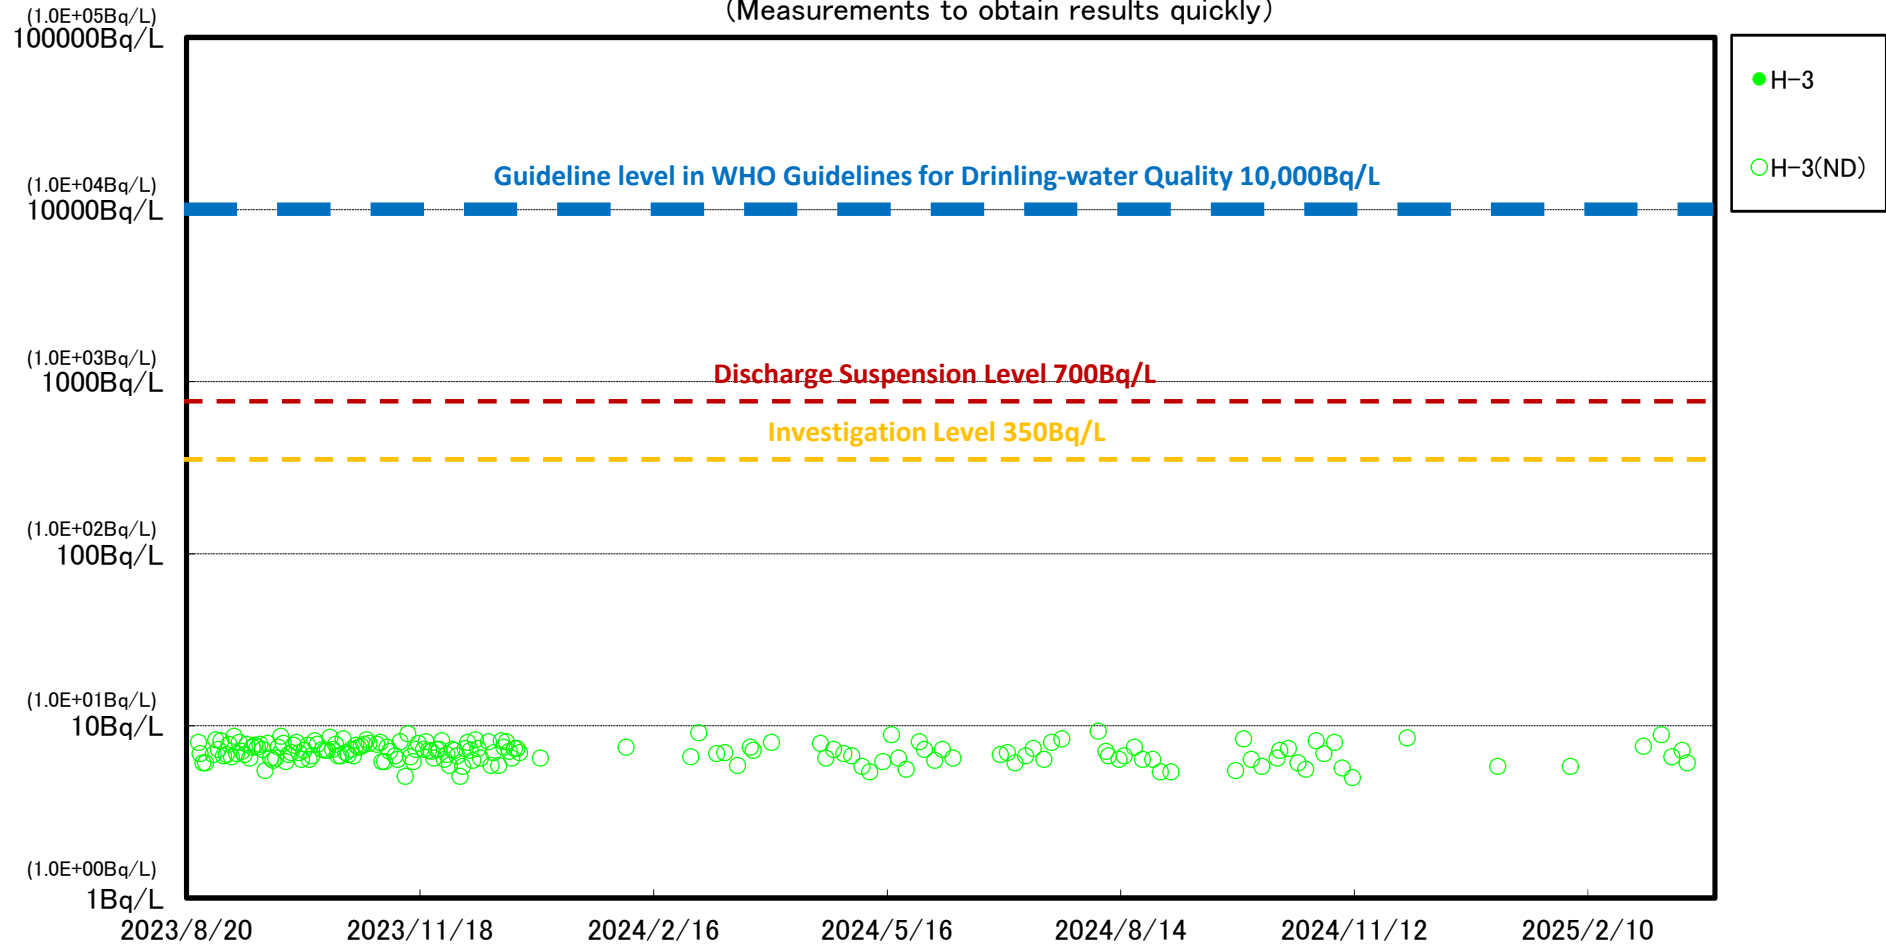 (Measurements to obtain results quickly)
(1.0E+05Bq/L)
100000Bq/L
H-3
H-3(ND)
Guideline level in WHO Guidelines for Drinling-water Quality 10,000Bq/L
(1.0E+04Bq/L)
10000Bq/L
(1.0E+03Bq/L)
1000Bq/L
Discharge Suspension Level 700Bq/L
Investigation Level 350Bq/L
(1.0E+02Bq/L)
100Bq/L
(1.0E+01Bq/L)
10Bq/L
(1.0E+00Bq/L)
1Bq/L
2023/8/20 2023/11/18 2024/2/16 2024/5/16 2024/8/14 2024/11/12 2025/2/10